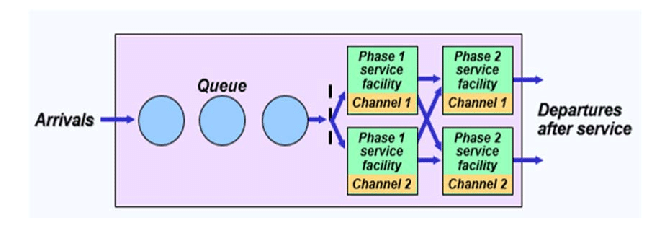 Arrivals
Queue
Phase 1
service
facility
Channel 1
Phase 2
service
facility
Channel 1
Phase 1
service
facility
Channel 2
Phase 2
service
facility
Channel 2
Departures
after service